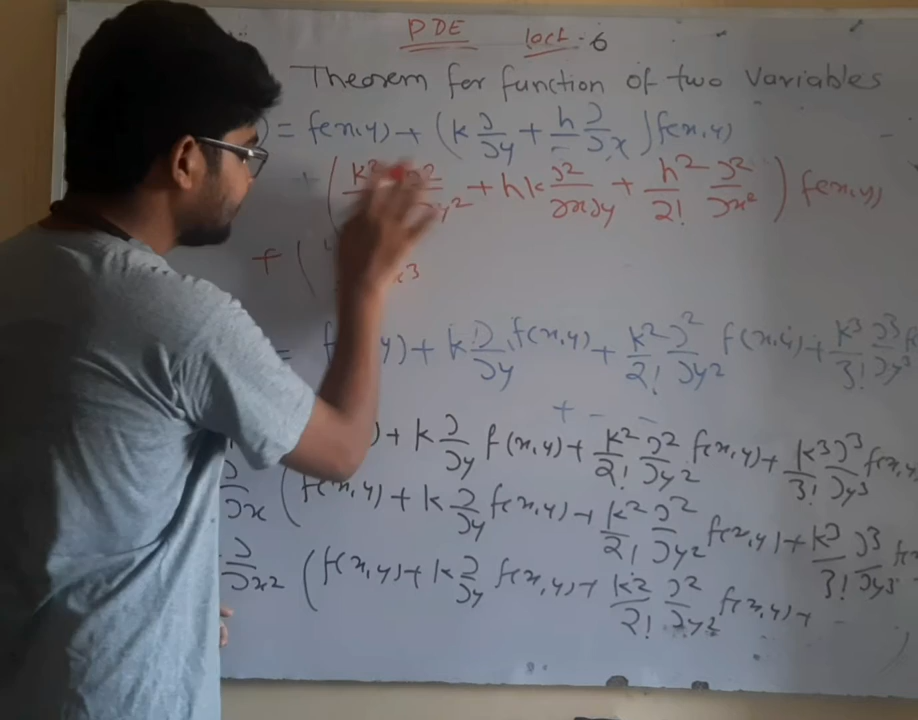 PDE Lect. 6
Theorem for function of two variables
) = f(x,y) + (k ∂/∂y + h ∂/∂x) f(x,y)
+ (k² ∂²/ y² + hk ∂²/∂x∂y + h²/2! ∂²/∂x²) f(x,y)
+ ( x³
= f y) + k ∂/∂y f(x,y) + k²/2! ∂²/∂y² f(x,y) + k³/3! ∂³/∂y³ f
+ - -
) + k ∂/∂y f(x,y) + k²/2! ∂²/∂y² f(x,y) + k³/3! ∂³/∂y³ f(x,y
∂/∂x (f(x,y) + k ∂/∂y f(x,y) + k²/2! ∂²/∂y² f(x,y) + k³/3! ∂³/∂y³ f(
∂/∂x² (f(x,y) + k ∂/∂y f(x,y) + k²/2! ∂²/∂y² f(x,y) +